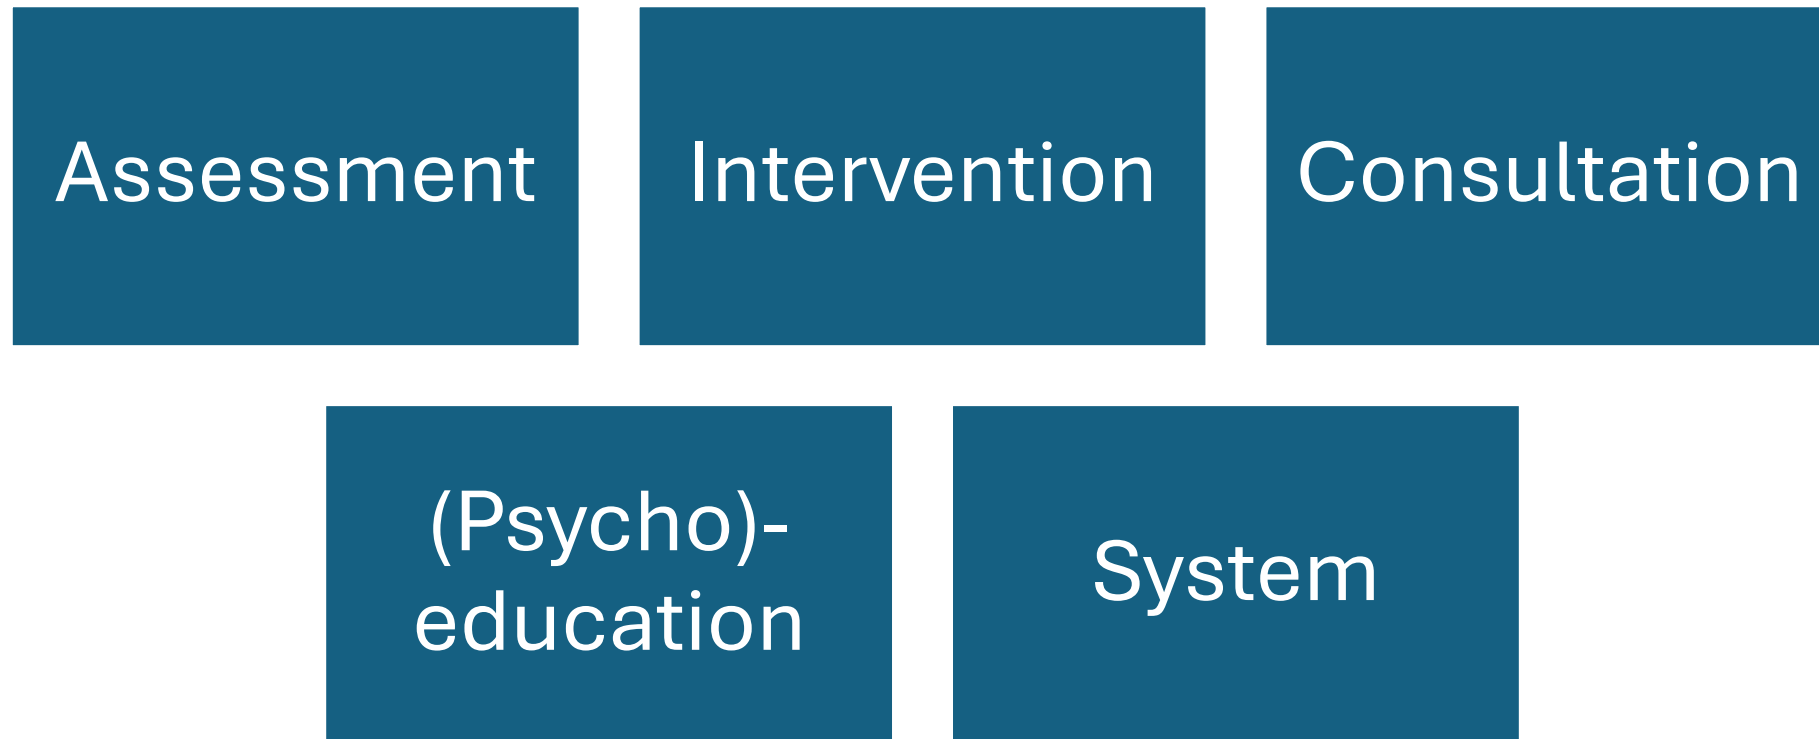 Assessment
Intervention
Consultation
(Psycho)-
education
System